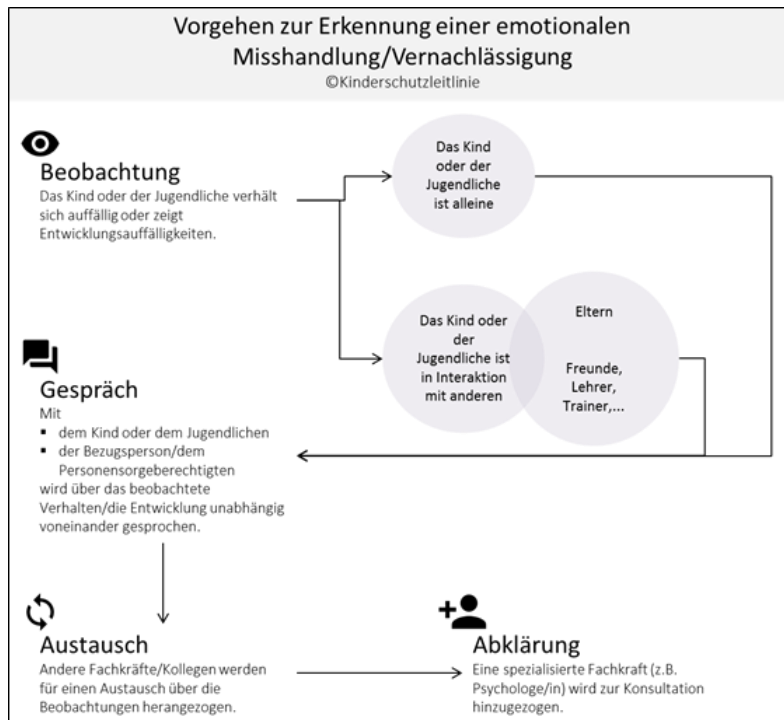 Vorgehen zur Erkennung einer emotionalen
Misshandlung/Vernachlässigung
©Kinderschutzleitlinie
Beobachtung
Das Kind oder der Jugendliche verhält
sich auffällig oder zeigt
Entwicklungsauffälligkeiten.
Das Kind
oder der
Jugendliche
ist alleine
Das Kind oder
der
Jugendliche ist
in Interaktion
mit anderen
Eltern
Freunde,
Lehrer,
Trainer,...
Gespräch
Mit
▪ dem Kind oder dem Jugendlichen
▪ der Bezugsperson/dem
Personensorgeberechtigten
wird über das beobachtete
Verhalten/die Entwicklung unabhängig
voneinander gesprochen.
Austausch
Andere Fachkräfte/Kollegen werden
für einen Austausch über die
Beobachtungen herangezogen.
Abklärung
Eine spezialisierte Fachkraft (z.B.
Psychologe/in) wird zur Konsultation
hinzugezogen.